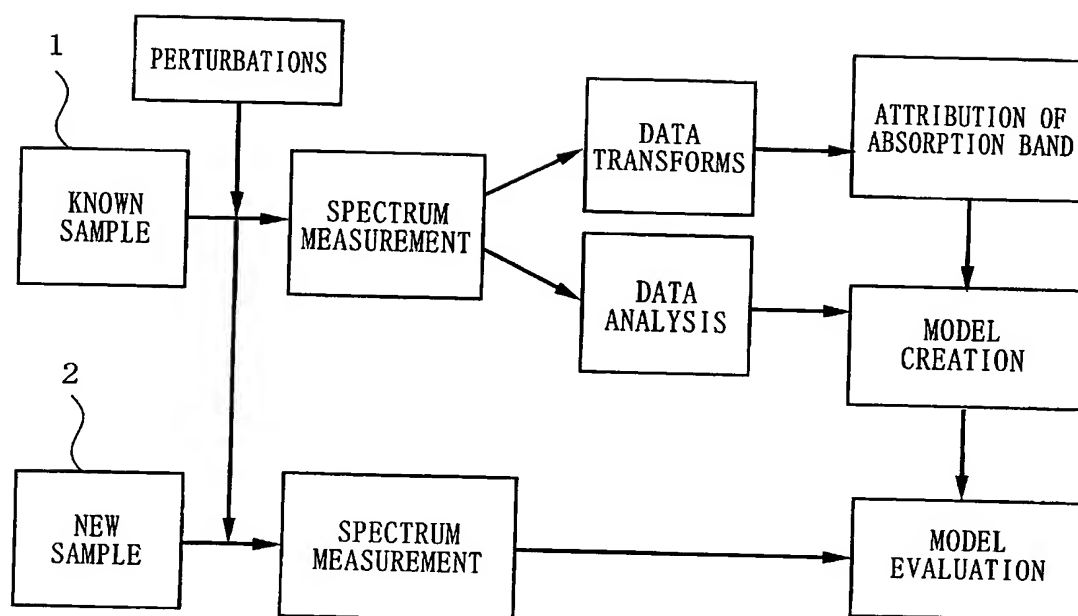 1
PERTURBATIONS
KNOWN
SAMPLE
SPECTRUM
MEASUREMENT
DATA
TRANSFORMS
ATTRIBUTION OF
ABSORPTION BAND
DATA
ANALYSIS
MODEL
CREATION
2
NEW
SAMPLE
SPECTRUM
MEASUREMENT
MODEL
EVALUATION